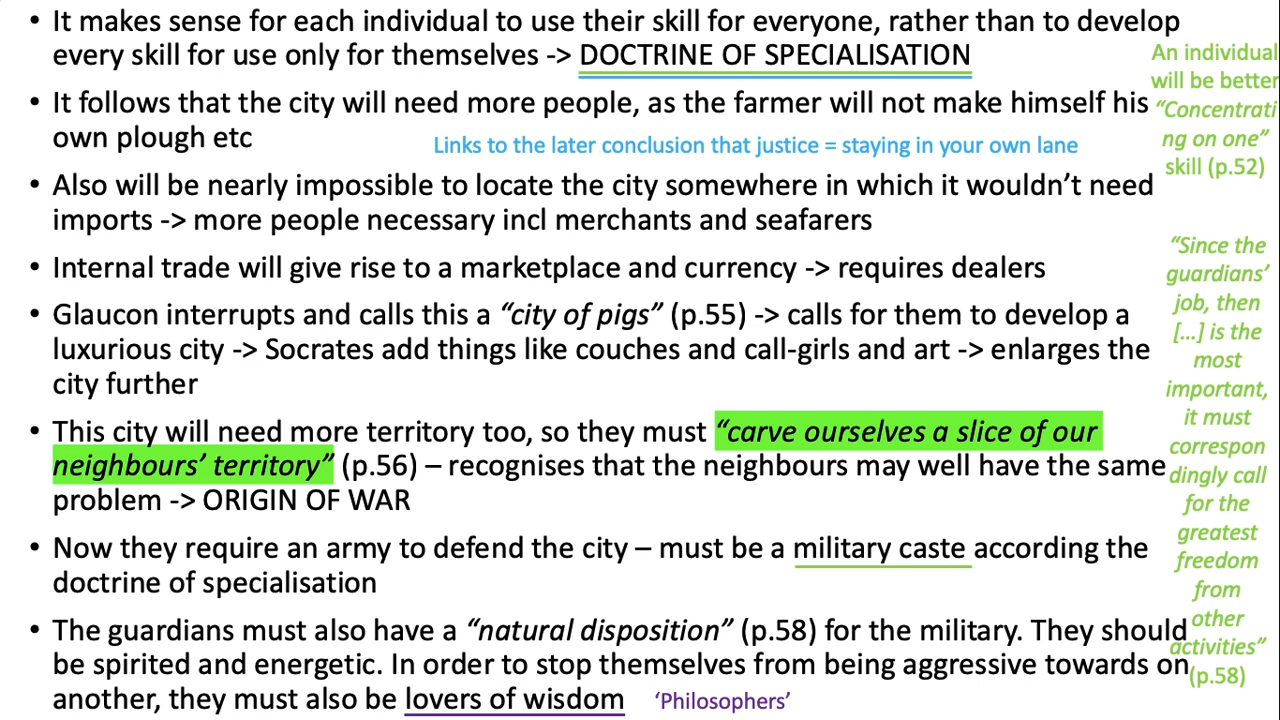 • It makes sense for each individual to use their skill for everyone, rather than to develop
every skill for use only for themselves -> DOCTRINE OF SPECIALISATION
• It follows that the city will need more people, as the farmer will not make himself his
own plough etc
Links to the later conclusion that justice = staying in your own lane
• Also will be nearly impossible to locate the city somewhere in which it wouldn’t need
imports -> more people necessary incl merchants and seafarers
• Internal trade will give rise to a marketplace and currency -> requires dealers
• Glaucon interrupts and calls this a “city of pigs” (p.55) -> calls for them to develop a
luxurious city -> Socrates add things like couches and call-girls and art -> enlarges the
city further
• This city will need more territory too, so they must “carve ourselves a slice of our
neighbours’ territory” (p.56) – recognises that the neighbours may well have the same
problem -> ORIGIN OF WAR
• Now they require an army to defend the city – must be a military caste according the
doctrine of specialisation
• The guardians must also have a “natural disposition” (p.58) for the military. They should
be spirited and energetic. In order to stop themselves from being aggressive towards on
another, they must also be lovers of wisdom
‘Philosophers’
An individual
will be better
“Concentrati
ng on one”
skill (p.52)
“Since the
guardians’
job, then
[…] is the
most
important,
it must
correspon
dingly call
for the
greatest
freedom
from
other
activities”
(p.58)